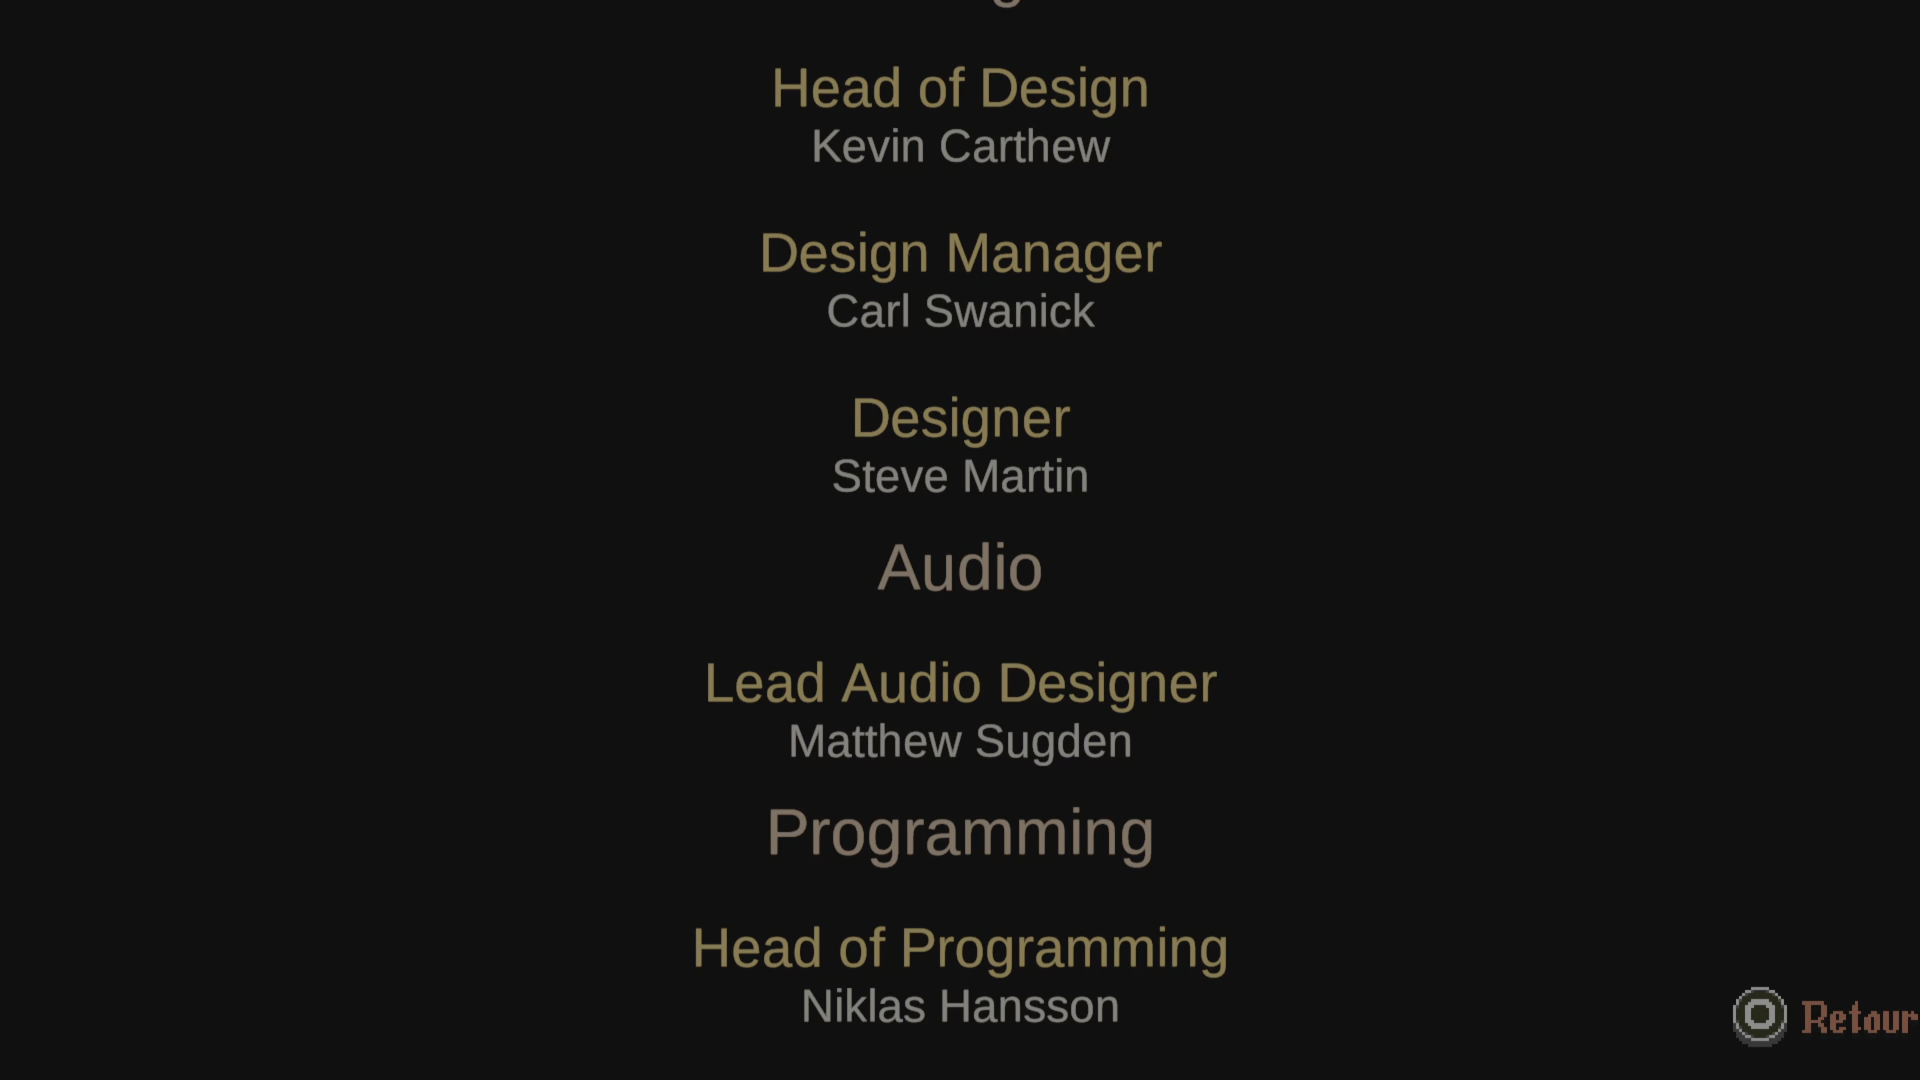 Head of Design
Kevin Carthew
Design Manager
Carl Swanick
Designer
Steve Martin
Audio
Lead Audio Designer
Matthew Sugden
Programming
Head of Programming
Niklas Hansson
Retour